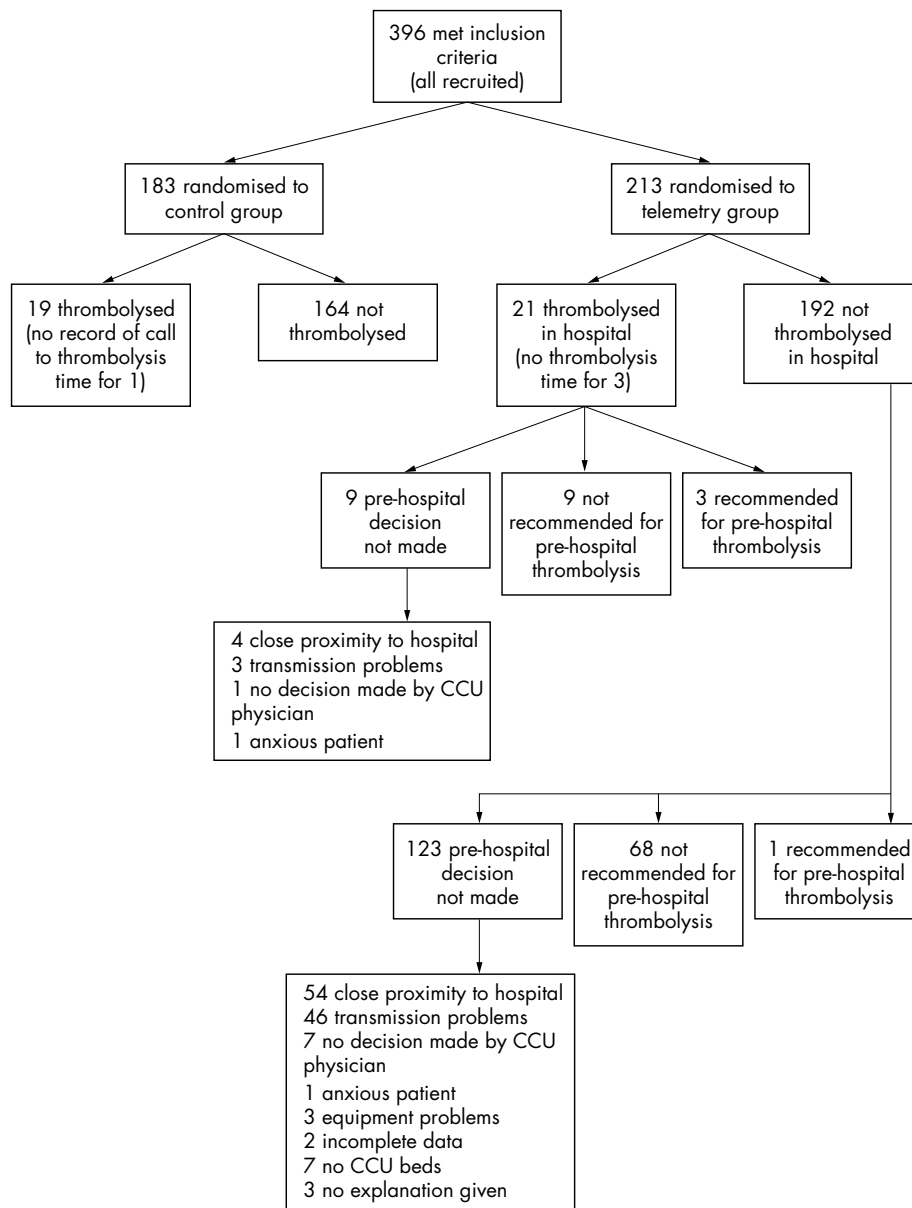 396 met inclusion
criteria
(all recruited)
183 randomised to
control group
213 randomised to
telemetry group
19 thrombolysed
(no record of call
to thrombolysis
time for 1)
164 not
thrombolysed
21 thrombolysed
in hospital
(no thrombolysis
time for 3)
192 not
thrombolysed
in hospital
9 pre-hospital
decision
not made
9 not
recommended for
pre-hospital
thrombolysis
3 recommended
for pre-hospital
thrombolysis
4 close proximity to hospital
3 transmission problems
1 no decision made by CCU
physician
1 anxious patient
123 pre-hospital
decision
not made
68 not
recommended for
pre-hospital
thrombolysis
1 recommended
for pre-hospital
thrombolysis
54 close proximity to hospital
46 transmission problems
7 no decision made by CCU
physician
1 anxious patient
3 equipment problems
2 incomplete data
7 no CCU beds
3 no explanation given